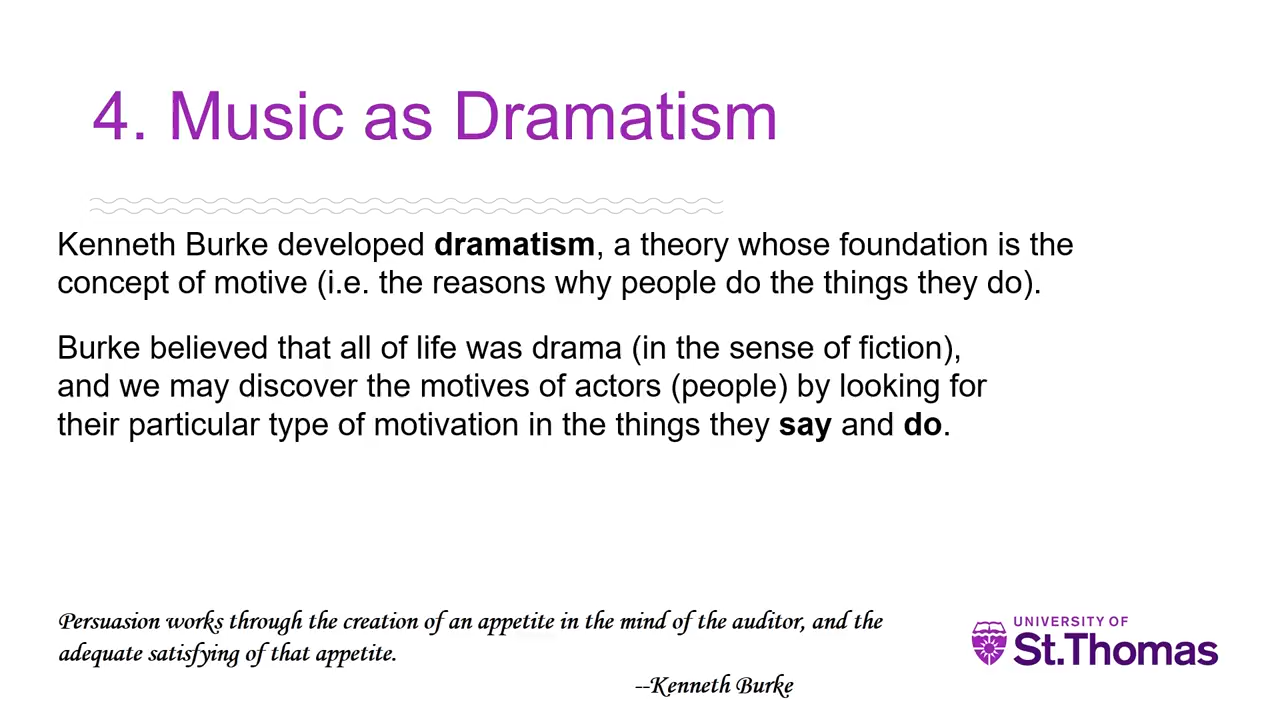 4. Music as Dramatism
Kenneth Burke developed dramatism, a theory whose foundation is the
concept of motive (i.e. the reasons why people do the things they do).
Burke believed that all of life was drama (in the sense of fiction),
and we may discover the motives of actors (people) by looking for
their particular type of motivation in the things they say and do.
Persuasion works through the creation of an appetite in the mind of the auditor, and the
adequate satisfying of that appetite.
--Kenneth Burke
UNIVERSITY OF
St.Thomas